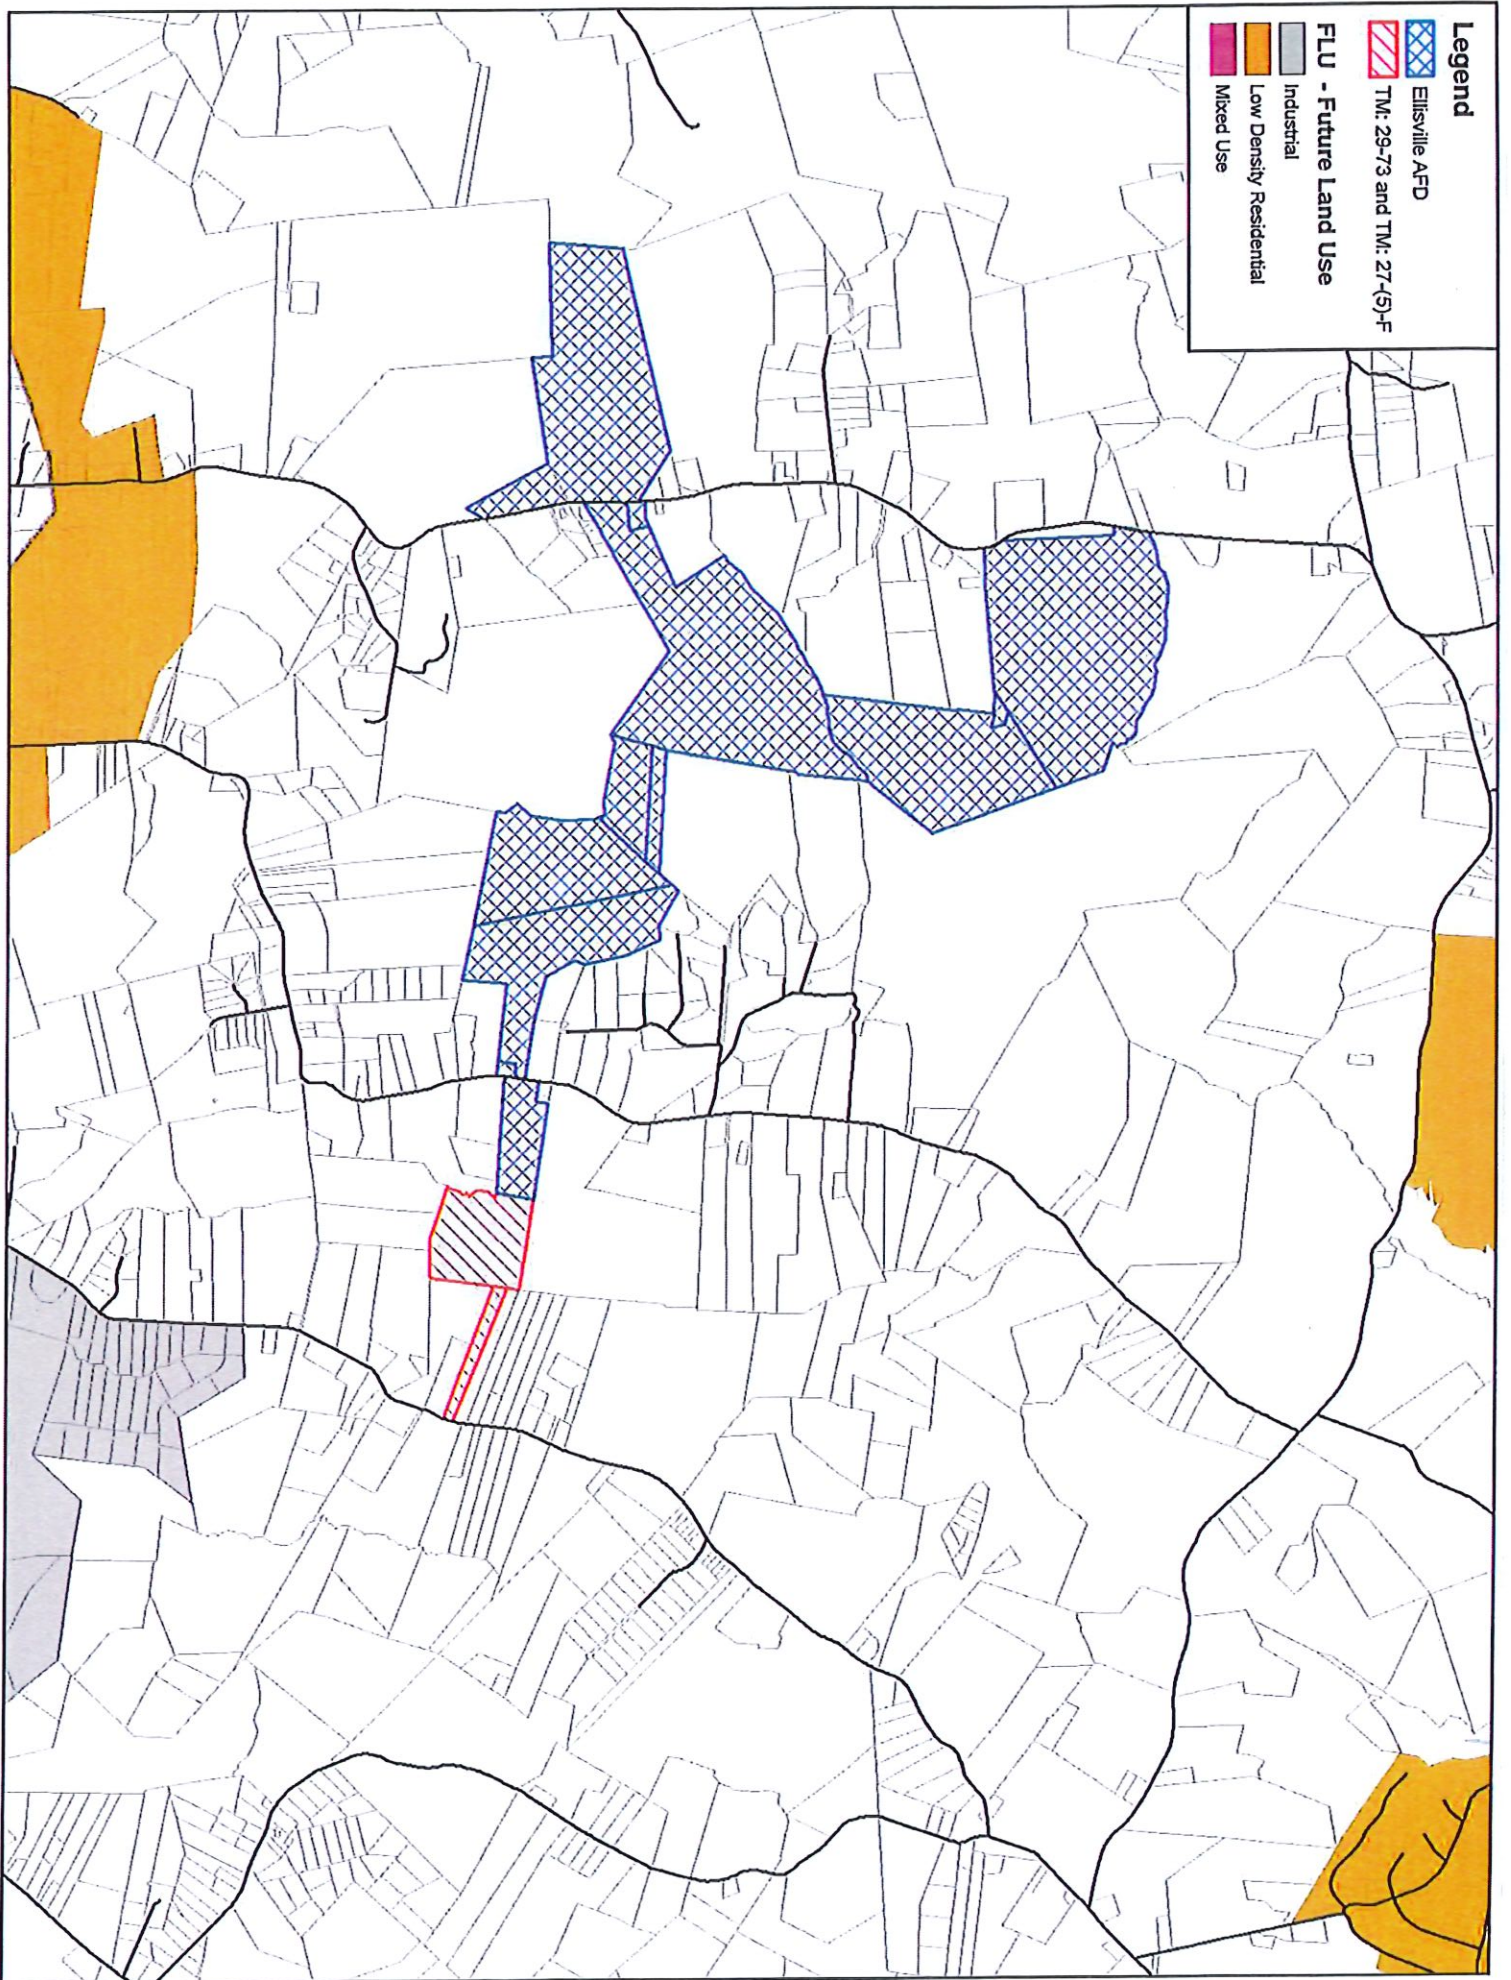 Legend
Ellisville AFD
TM: 29-73 and TM: 27-(5)-F
FLU - Future Land Use
Industrial
Low Density Residential
Mixed Use